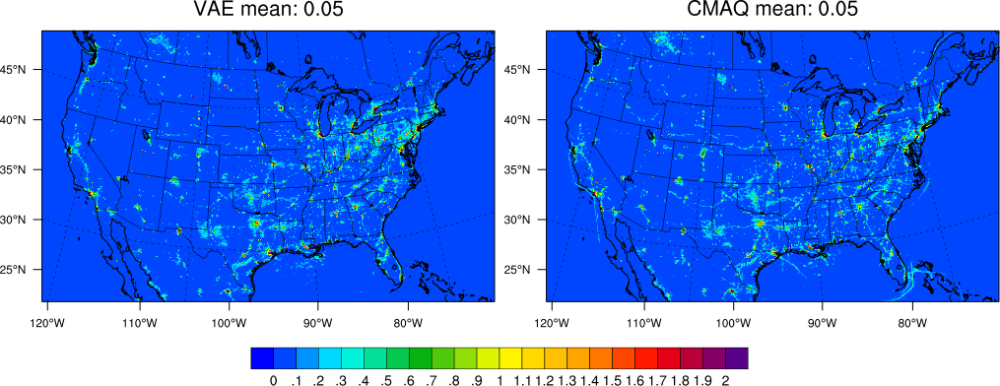 VAE mean: 0.05
CMAQ mean: 0.05
45°N
40°N
35°N
30°N
25°N
120°W 110°W 100°W 90°W 80°W
45°N
40°N
35°N
30°N
25°N
120°W 110°W 100°W 90°W 80°W
0 .1 .2 .3 .4 .5 .6 .7 .8 .9 1 1.1 1.2 1.3 1.4 1.5 1.6 1.7 1.8 1.9 2